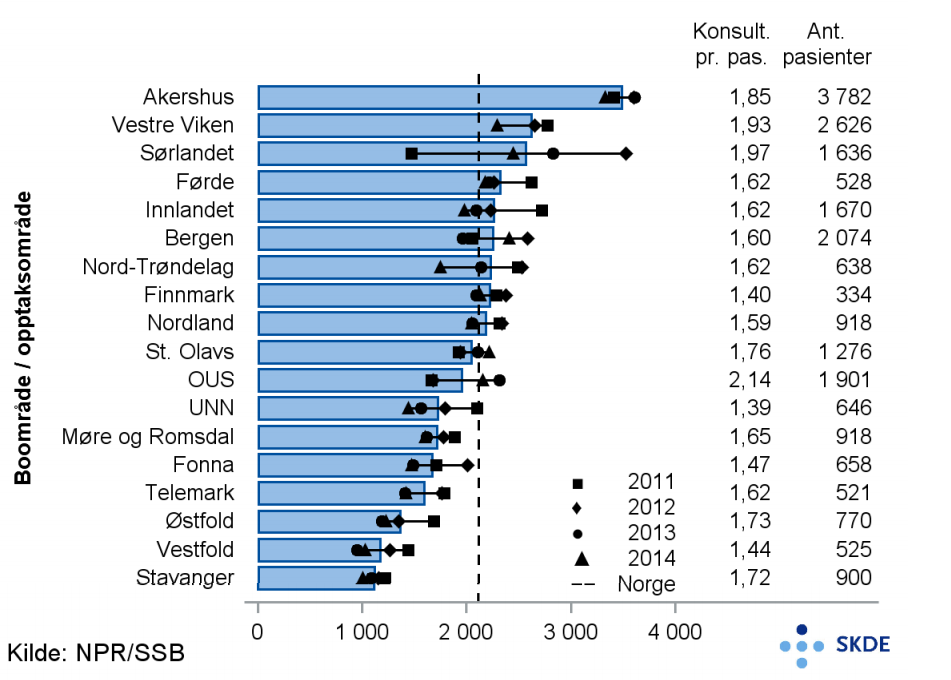 Konsult. Ant.
pr. pas. pasienter
Akershus 1,85 3 782
Vestre Viken 1,93 2 626
Sørlandet 1,97 1 636
Førde 1,62 528
Innlandet 1,62 1 670
Bergen 1,60 2 074
Nord-Trøndelag 1,62 638
Finnmark 1,40 334
Nordland 1,59 918
St. Olavs 1,76 1 276
OUS 2,14 1 901
UNN 1,39 646
Møre og Romsdal 1,65 918
Fonna 1,47 658
Telemark 1,62 521
Østfold 1,73 770
Vestfold 1,44 525
Stavanger 1,72 900
Boområde / opptaksområde
2011
2012
2013
2014
Norge
0 1 000 2 000 3 000 4 000
Kilde: NPR/SSB
SKDE